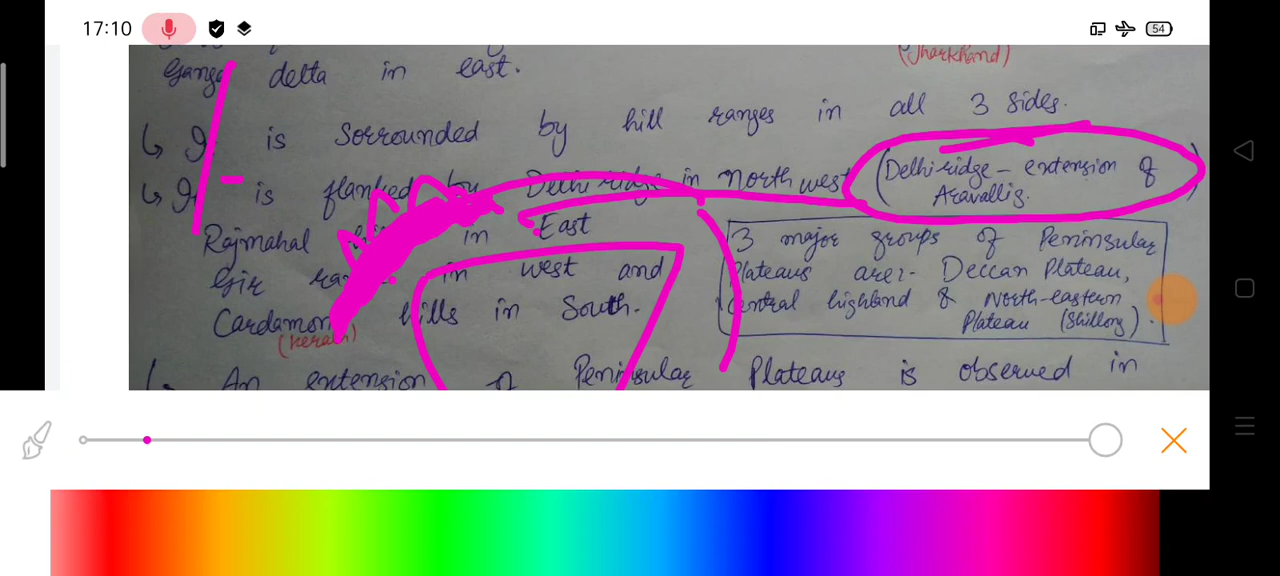 17:10
54
Ganga delta in east.
(Jharkhand)
↳ It is Sorrounded by hill ranges in all 3 sides.
↳ It is flanked by Delhi ridge in northwest (Delhi ridge - extension of Aravallis.)
Rajmahal in East
Gir in west and
Cardamom hills in South.
(Kerala)
3 major groups of Peninsular
Plateaus are:- Deccan Plateau,
Central highland & North-eastern
Plateau (Shillong).
↳ An extension of Peninsular Plateaus is observed in